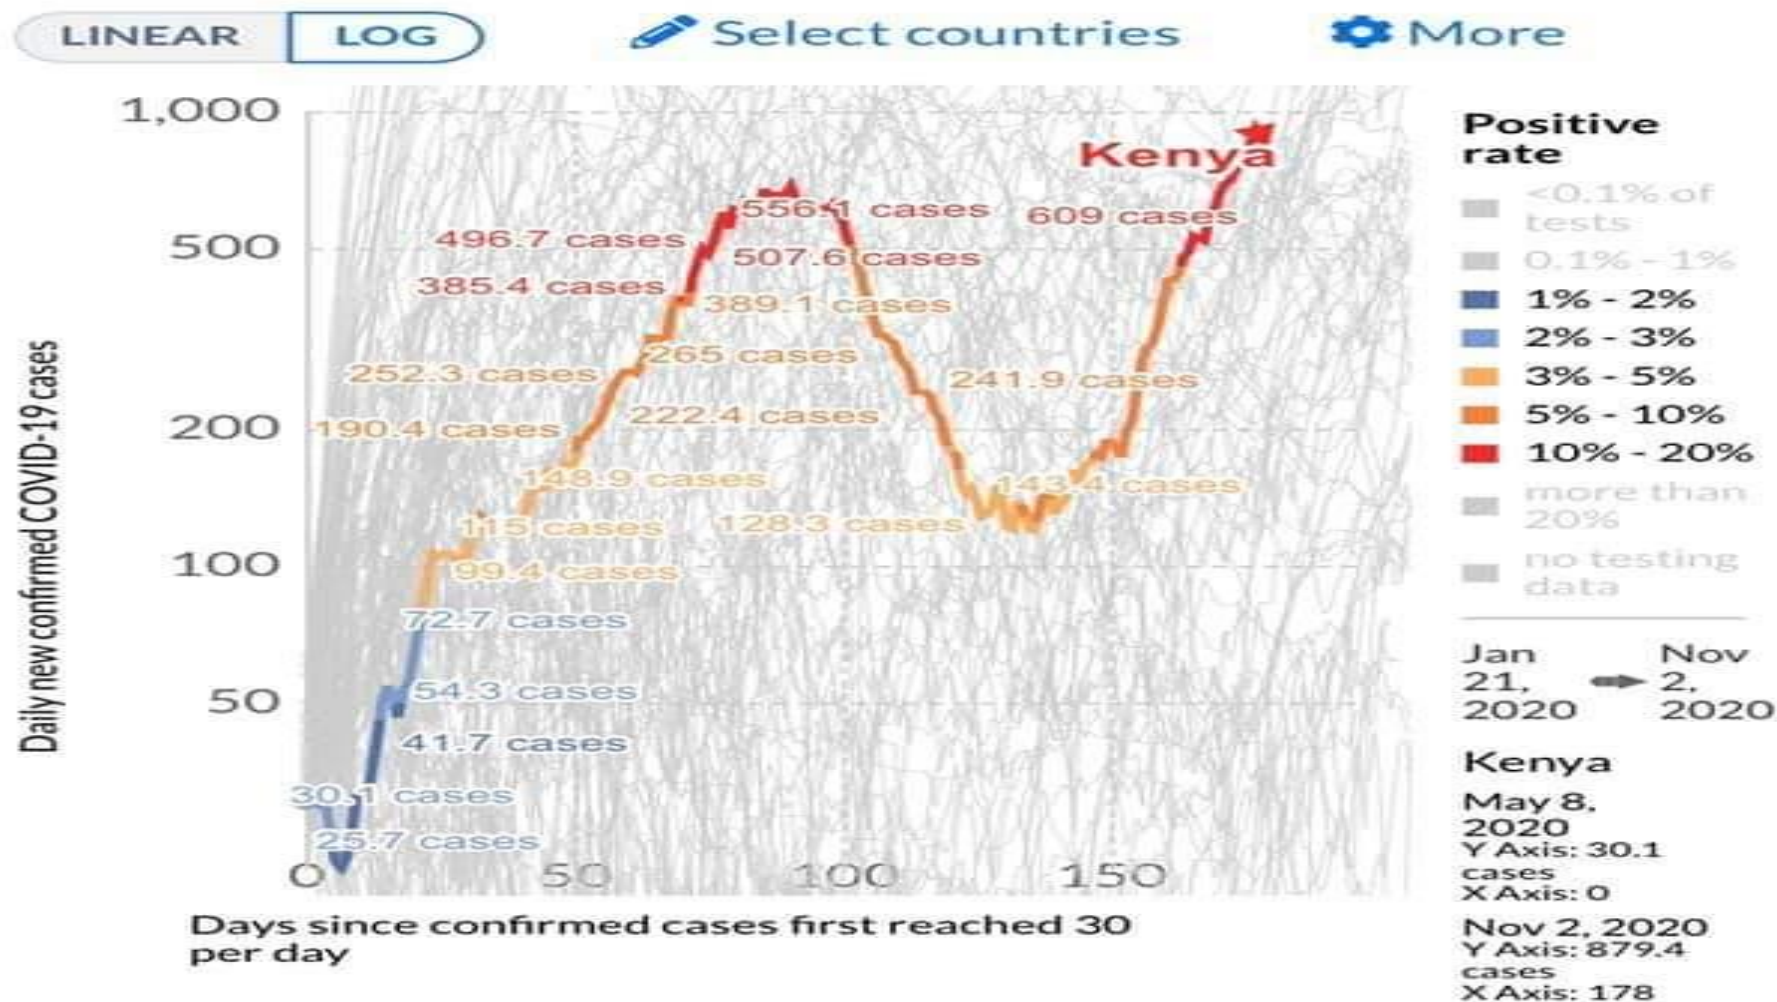 LINEAR LOG Select countries More
Daily new confirmed COVID-19 cases
1,000
500
200
100
50
Kenya
556.1 cases
609 cases
496.7 cases
507.6 cases
385.4 cases
389.1 cases
265 cases
252.3 cases
241.9 cases
222.4 cases
190.4 cases
148.9 cases
143.4 cases
115 cases
128.3 cases
99.4 cases
72.7 cases
54.3 cases
41.7 cases
30.1 cases
25.7 cases
0 50 100 150
Days since confirmed cases first reached 30
per day
Positive
rate
<0.1% of
tests
0.1% - 1%
1% - 2%
2% - 3%
3% - 5%
5% - 10%
10% - 20%
more than
20%
no testing
data
Jan
21,
2020
Nov
2,
2020
Kenya
May 8,
2020
Y Axis: 30.1
cases
X Axis: 0
Nov 2, 2020
Y Axis: 879.4
cases
X Axis: 178